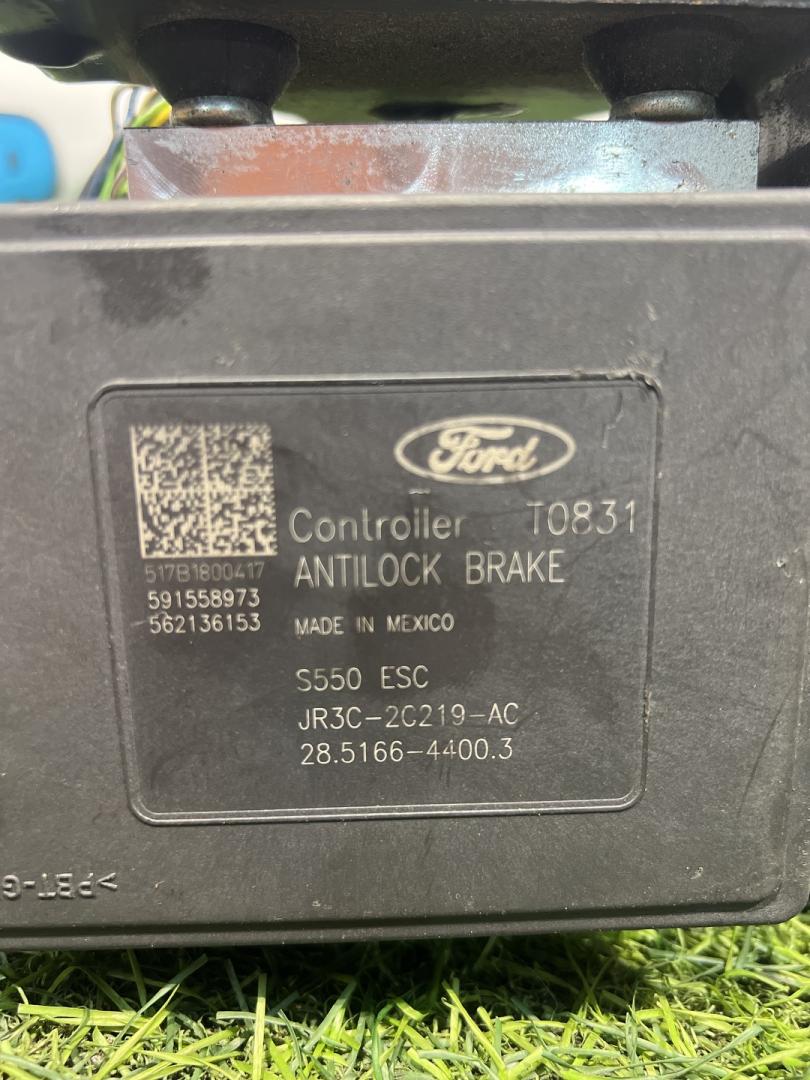 Ford
Controller T0831
ANTILOCK BRAKE
517B1800417
591558973
562136153
MADE IN MEXICO
S550 ESC
JR3C-2C219-AC
28.5166-4400.3
>PBT-G